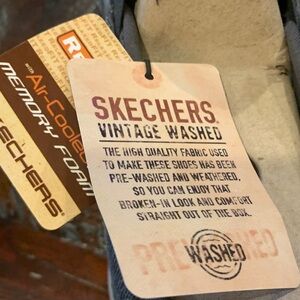 SKECHERS
VINTAGE WASHED
THE HIGH QUALITY FABRIC USED
TO MAKE THESE SHOES HAS BEEN
PRE-WASHED AND WEATHERED,
SO YOU CAN ENJOY THAT
BROKEN-IN LOOK AND COMFORT
STRAIGHT OUT OF THE BOX.
WASHED
R
with Air-Cooled
MEMORY FOAM
SKECHERS